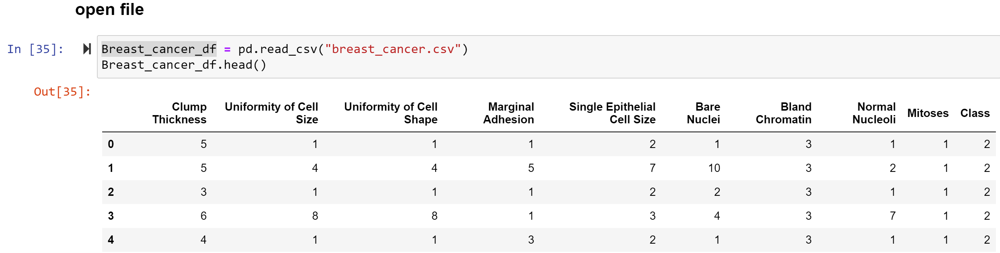 open file
In [35]:
Breast_cancer_df = pd.read_csv("breast_cancer.csv")
Breast_cancer_df.head()
Out[35]:
Clump Thickness Uniformity of Cell Size Uniformity of Cell Shape Marginal Adhesion Single Epithelial Cell Size Bare Nuclei Bland Chromatin Normal Nucleoli Mitoses Class
0 5 1 1 1 2 1 3 1 1 2
1 5 4 4 5 7 10 3 2 1 2
2 3 1 1 1 2 2 3 1 1 2
3 6 8 8 1 3 4 3 7 1 2
4 4 1 1 3 2 1 3 1 1 2